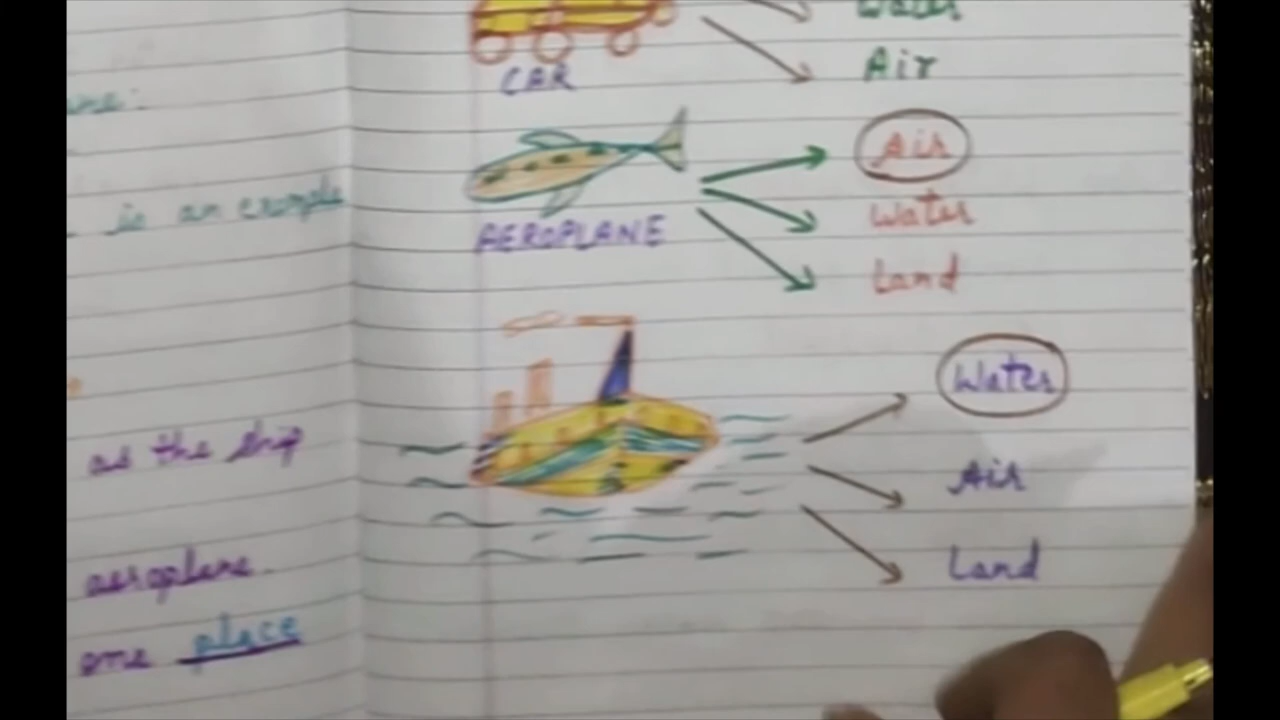 Water
Air
CAR
Air
Water
Land
AEROPLANE
Water
Air
Land
is an example
as the ship
aeroplane.
one place